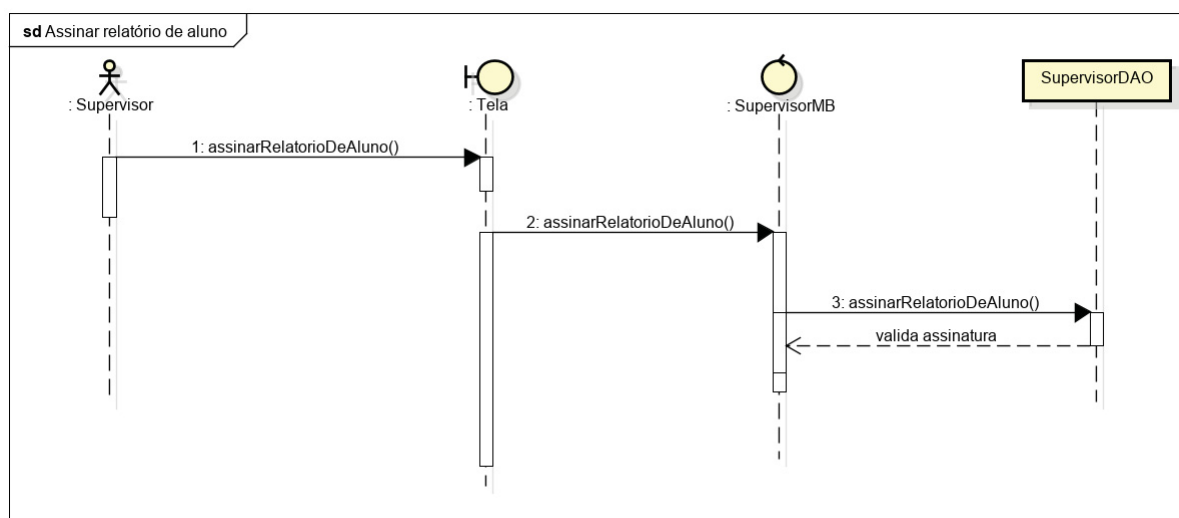 sd Assinar relatório de aluno
: Supervisor
: Tela
: SupervisorMB
SupervisorDAO
1: assinarRelatorioDeAluno()
2: assinarRelatorioDeAluno()
3: assinarRelatorioDeAluno()
valida assinatura